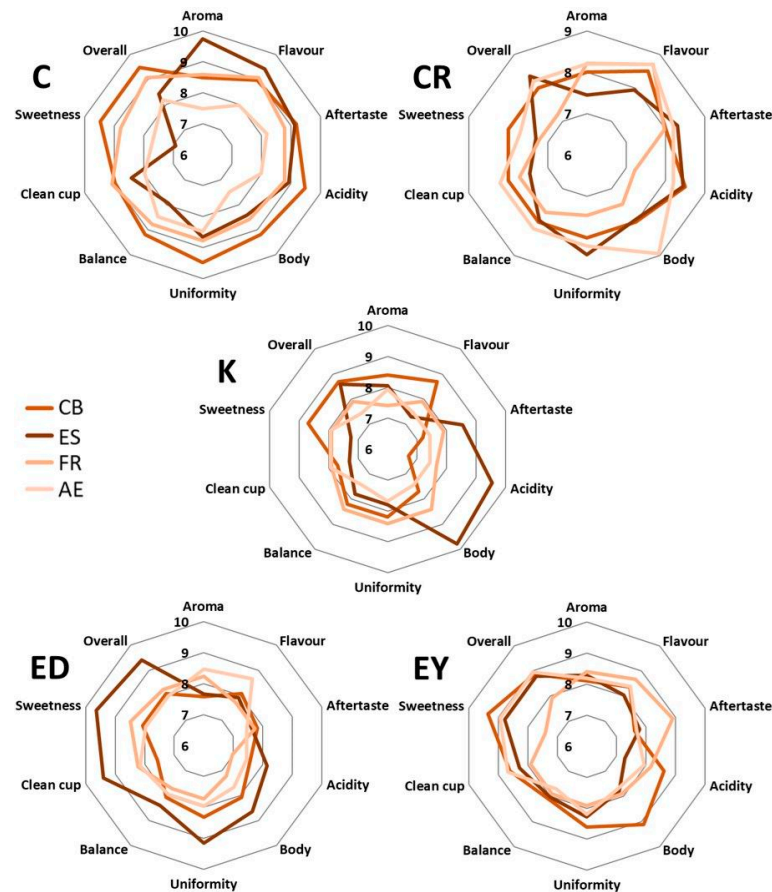 Aroma
Flavour
Aftertaste
Acidity
Body
Uniformity
Balance
Clean cup
Sweetness
Overall
10
9
8
7
6
C
Aroma
Flavour
Aftertaste
Acidity
Body
Uniformity
Balance
Clean cup
Sweetness
Overall
9
8
7
6
CR
Aroma
Flavour
Aftertaste
Acidity
Body
Uniformity
Balance
Clean cup
Sweetness
Overall
10
9
8
7
6
K
CB
ES
FR
AE
Aroma
Flavour
Aftertaste
Acidity
Body
Uniformity
Balance
Clean cup
Sweetness
Overall
10
9
8
7
6
ED
Aroma
Flavour
Aftertaste
Acidity
Body
Uniformity
Balance
Clean cup
Sweetness
Overall
10
9
8
7
6
EY